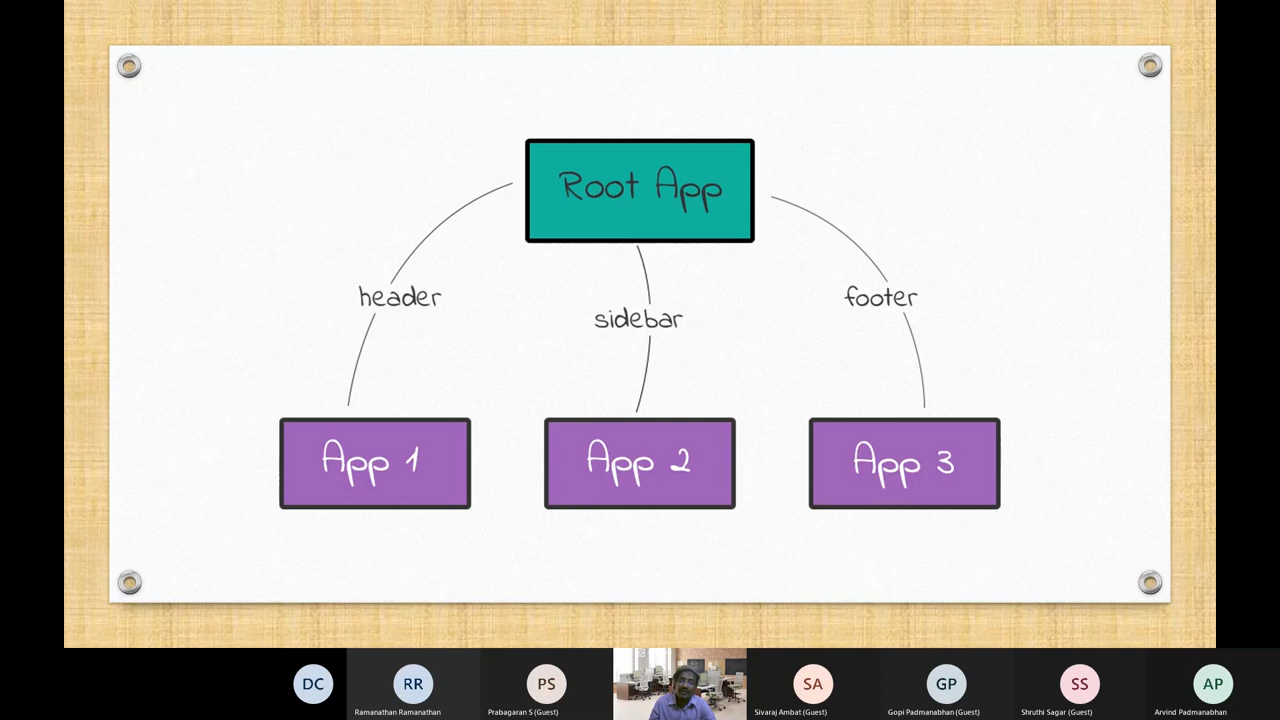 Root App
header
sidebar
footer
App 1
App 2
App 3
DC
RR
PS
SA
GP
SS
AP
Ramanathan Ramanathan
Prabagaran S (Guest)
Sivaraj Ambat (Guest)
Gopi Padmanabhan (Guest)
Shruthi Sagar (Guest)
Arvind Padmanabhan